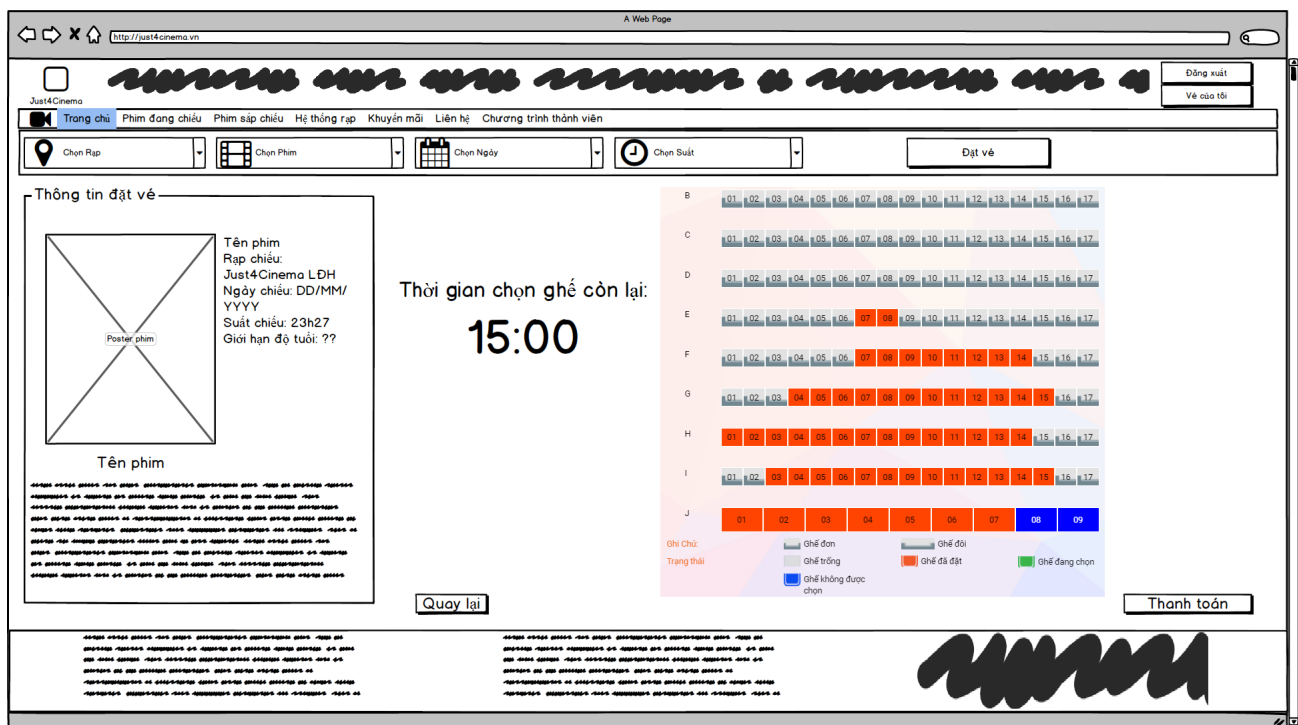 A Web Page
http://just4cinema.vn
Just4Cinema
Đăng xuất
Vé của tôi
Trang chủ Phim đang chiếu Phim sáp chiếu Hệ thống rạp Khuyến mãi Liên hệ Chương trình thành viên
Chọn Rạp
Chọn Phim
Chọn Ngày
Chọn Suất
Đặt vé
Thông tin đặt vé
Poster phim
Tên phim
Rạp chiếu:
Just4Cinema LĐH
Ngày chiếu: DD/MM/
YYYY
Suất chiếu: 23h27
Giới hạn độ tuổi: ??
Tên phim
Thời gian chọn ghế còn lại:
15:00
B 01 02 03 04 05 06 07 08 09 10 11 12 13 14 15 16 17
C 01 02 03 04 05 06 07 08 09 10 11 12 13 14 15 16 17
D 01 02 03 04 05 06 07 08 09 10 11 12 13 14 15 16 17
E 01 02 03 04 05 06 07 08 09 10 11 12 13 14 15 16 17
F 01 02 03 04 05 06 07 08 09 10 11 12 13 14 15 16 17
G 01 02 03 04 05 06 07 08 09 10 11 12 13 14 15 16 17
H 01 02 03 04 05 06 07 08 09 10 11 12 13 14 15 16 17
I 01 02 03 04 05 06 07 08 09 10 11 12 13 14 15 16 17
J 01 02 03 04 05 06 07 08 09
Ghi Chú: Ghế đơn Ghế đôi
Trạng thái Ghế trống Ghế đã đặt Ghế đang chọn
Ghế không được
chọn
Quay lại
Thanh toán